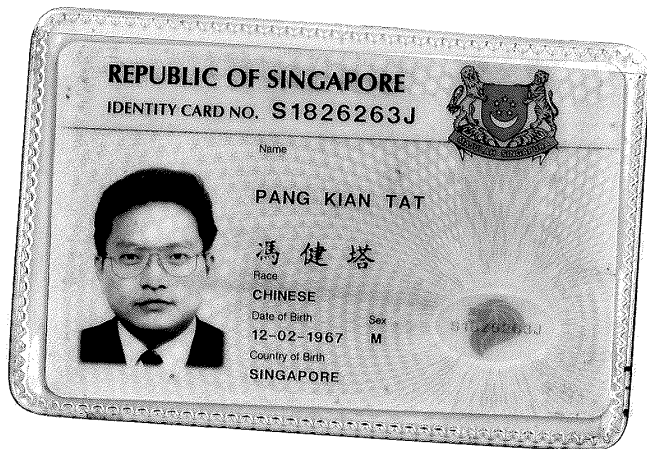 REPUBLIC OF SINGAPORE
IDENTITY CARD NO. S1826263J
Name
PANG KIAN TAT
馮健塔
Race
CHINESE
Date of Birth Sex
12-02-1967 M
Country of Birth
SINGAPORE